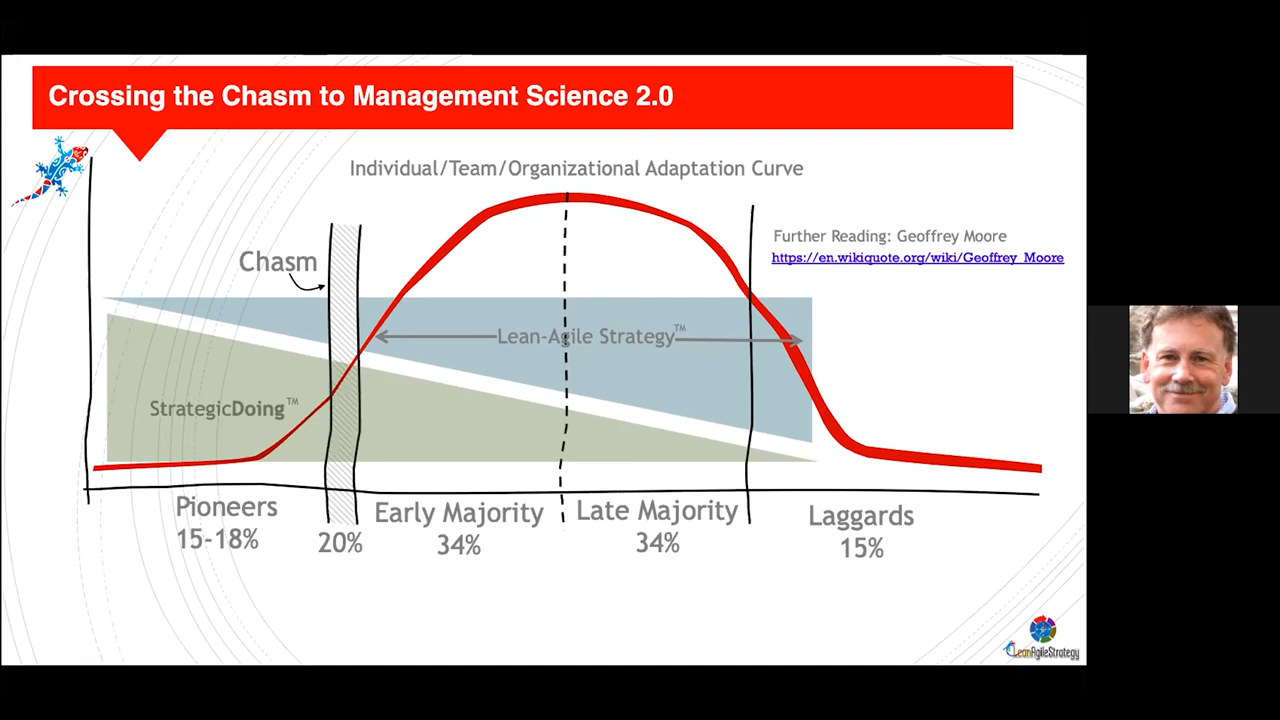 Crossing the Chasm to Management Science 2.0
Individual/Team/Organizational Adaptation Curve
Further Reading: Geoffrey Moore
https://en.wikiquote.org/wiki/Geoffrey_Moore
Chasm
Lean-Agile Strategy™
StrategicDoing™
Pioneers
15-18%
20%
Early Majority
34%
Late Majority
34%
Laggards
15%
LeanAgileStrategy